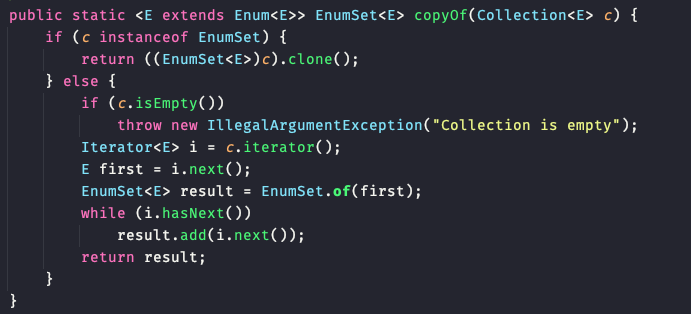 public static <E extends Enum<E>> EnumSet<E> copyOf(Collection<E> c) {
    if (c instanceof EnumSet) {
        return ((EnumSet<E>)c).clone();
    } else {
        if (c.isEmpty())
            throw new IllegalArgumentException("Collection is empty");
        Iterator<E> i = c.iterator();
        E first = i.next();
        EnumSet<E> result = EnumSet.of(first);
        while (i.hasNext())
            result.add(i.next());
        return result;
    }
}